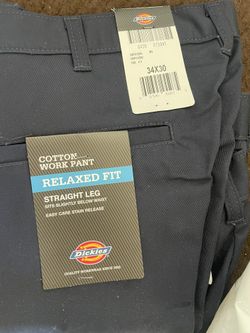 Dickies
34X30
COTTON
WORK PANT
RELAXED FIT
STRAIGHT LEG
SITS SLIGHTLY BELOW WAIST
EASY CARE STAIN RELEASE
Dickies
QUALITY WORKWEAR SINCE 1922